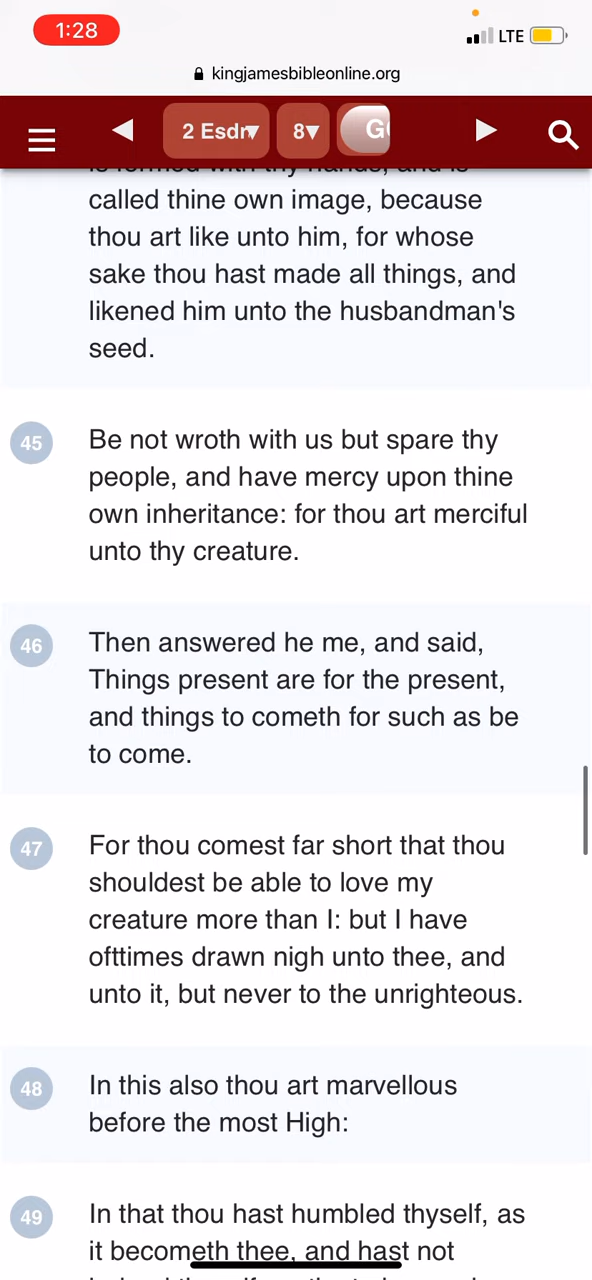 1:28
LTE
kingjamesbibleonline.org
2 Esdr
8
G
called thine own image, because
thou art like unto him, for whose
sake thou hast made all things, and
likened him unto the husbandman's
seed.
45
Be not wroth with us but spare thy
people, and have mercy upon thine
own inheritance: for thou art merciful
unto thy creature.
46
Then answered he me, and said,
Things present are for the present,
and things to cometh for such as be
to come.
47
For thou comest far short that thou
shouldest be able to love my
creature more than I: but I have
ofttimes drawn nigh unto thee, and
unto it, but never to the unrighteous.
48
In this also thou art marvellous
before the most High:
49
In that thou hast humbled thyself, as
it becometh thee, and hast not